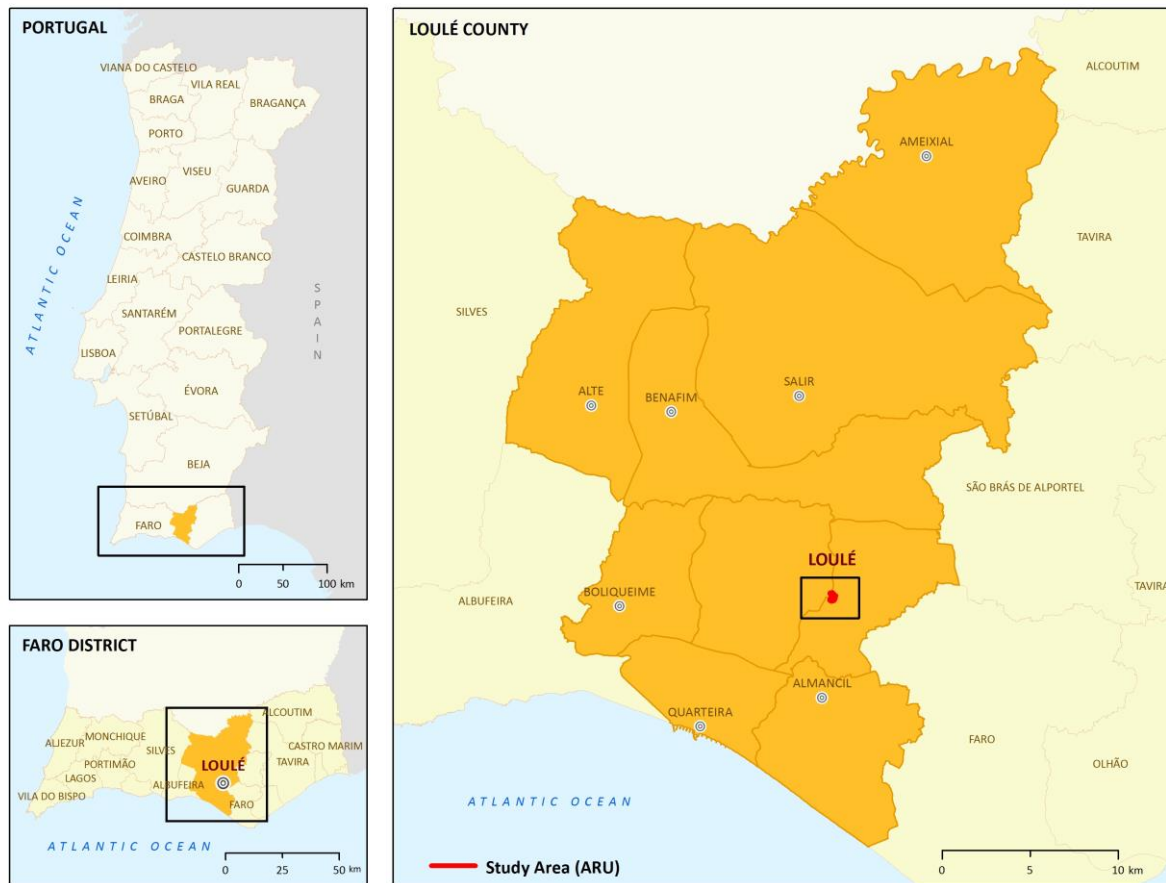 PORTUGAL
VIANA DO CASTELO
VILA REAL
BRAGA
BRAGANÇA
PORTO
VISEU
AVEIRO
GUARDA
COIMBRA
CASTELO BRANCO
LEIRIA
SANTARÉM
PORTALEGRE
LISBOA
ÉVORA
SETÚBAL
BEJA
FARO
ATLANTIC OCEAN
SPAIN
0 50 100 km
FARO DISTRICT
ALCOUTIM
MONCHIQUE
ALJEZUR
SILVES
CASTRO MARIM
PORTIMÃO
LOULÉ
TAVIRA
LAGOS
ALBUFEIRA
VILA DO BISPO
FARO
ATLANTIC OCEAN
0 25 50 km
LOULÉ COUNTY
ALCOUTIM
AMEIXIAL
TAVIRA
SILVES
ALTE
BENAFIM
SALIR
SÃO BRÁS DE ALPORTEL
LOULÉ
TAVIRA
ALBUFEIRA
BOLIQUEIME
ALMANCIL
QUARTEIRA
FARO
OLHÃO
ATLANTIC OCEAN
Study Area (ARU)
0 5 10 km